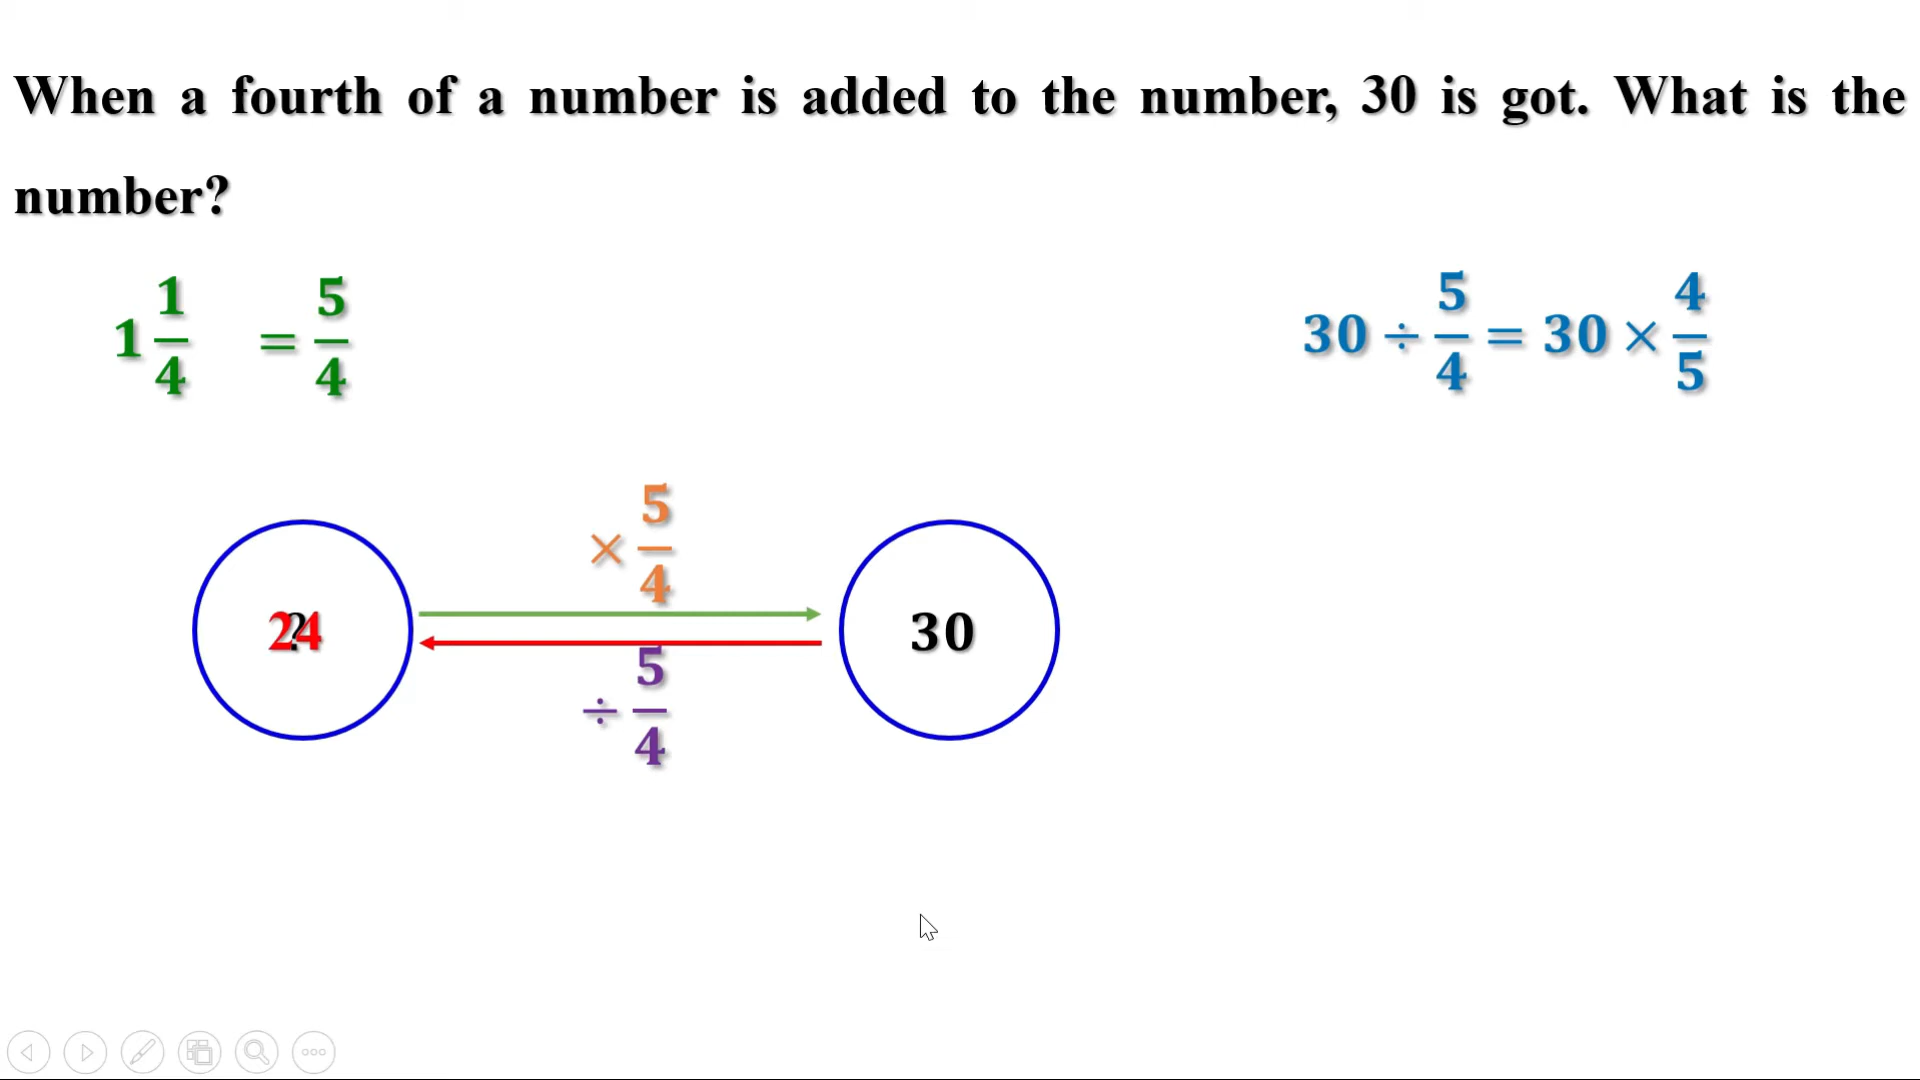 When a fourth of a number is added to the number, 30 is got. What is the
number?
1 1/4 = 5/4
30 ÷ 5/4 = 30 × 4/5
× 5/4
24
?
30
÷ 5/4